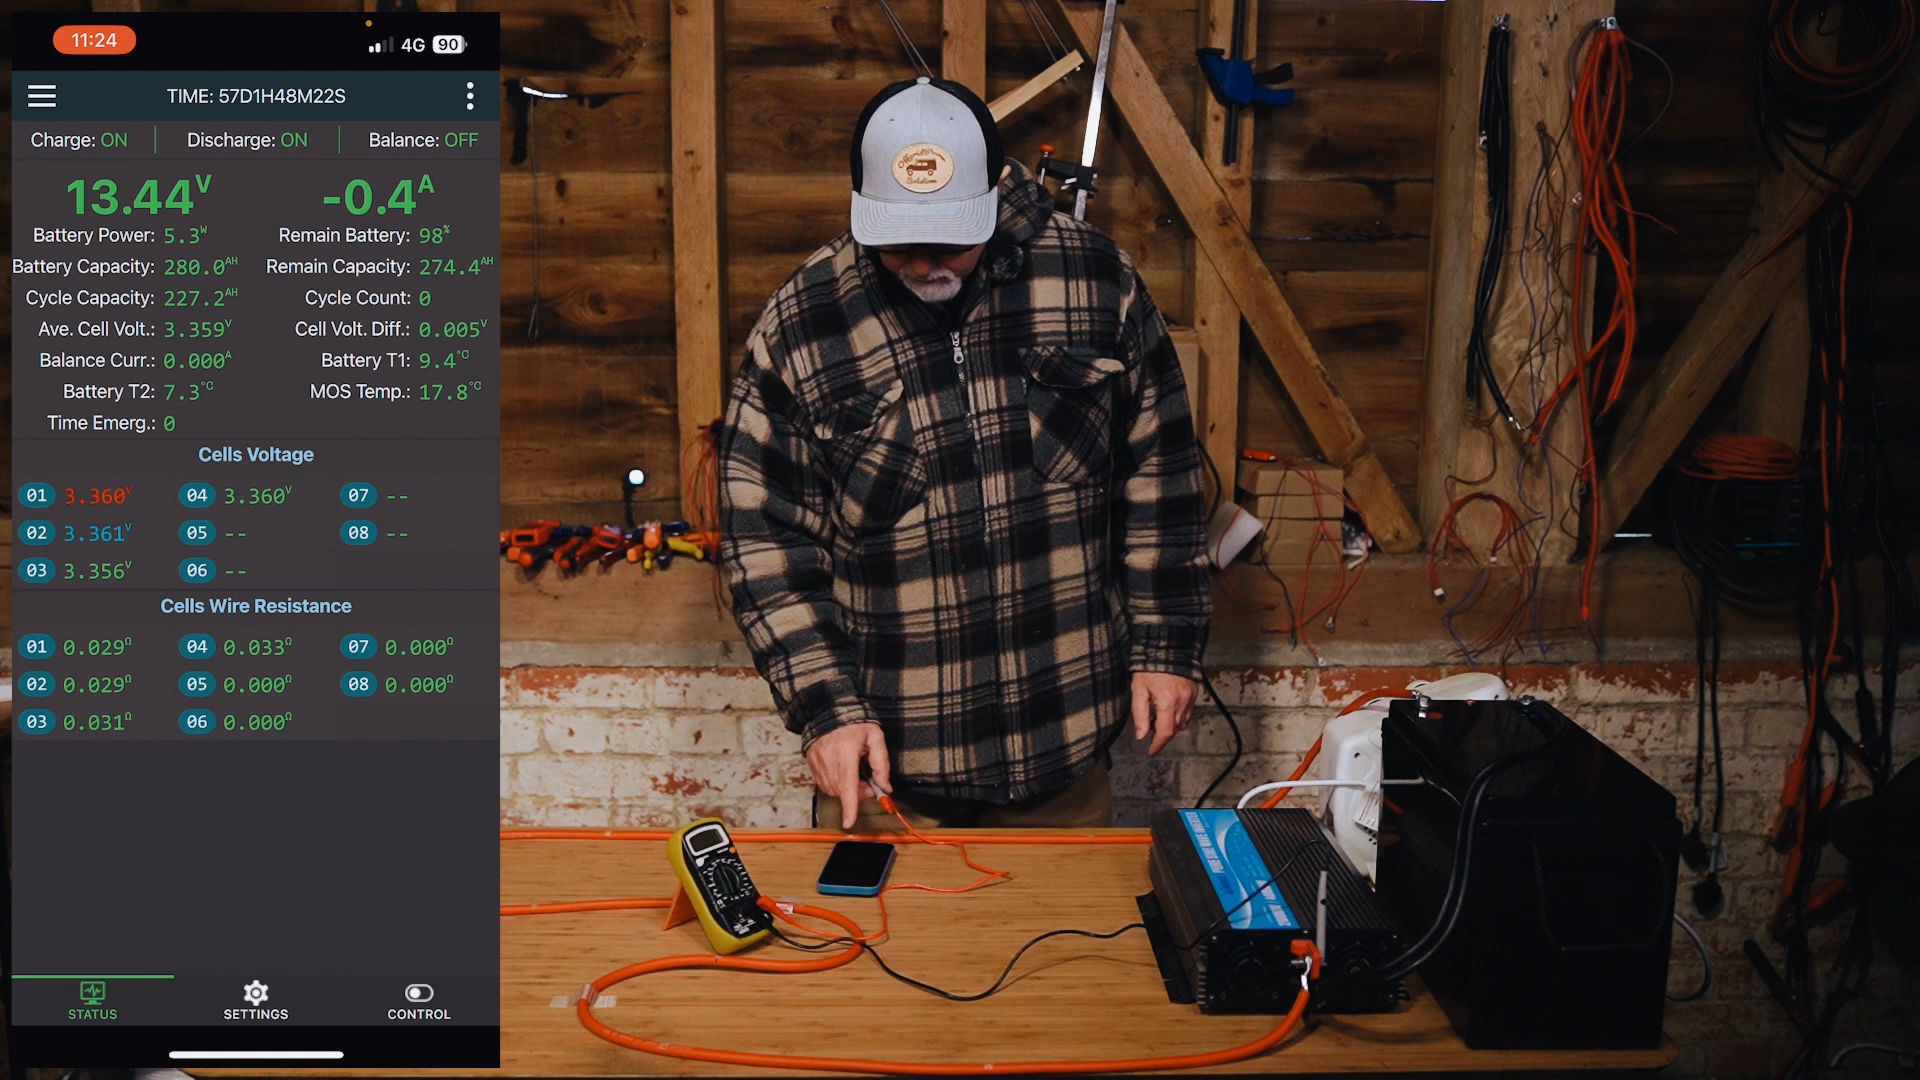 11:24
4G 90
TIME: 57D1H48M22S
Charge: ON
Discharge: ON
Balance: OFF
13.44V
-0.4A
Battery Power: 5.3W
Remain Battery: 98%
Battery Capacity: 280.0AH
Remain Capacity: 274.4AH
Cycle Capacity: 227.2AH
Cycle Count: 0
Ave. Cell Volt.: 3.359V
Cell Volt. Diff.: 0.005V
Balance Curr.: 0.000A
Battery T1: 9.4°C
Battery T2: 7.3°C
MOS Temp.: 17.8°C
Time Emerg.: 0
Cells Voltage
01 3.360V 04 3.360V 07 --
02 3.361V 05 -- 08 --
03 3.356V 06 --
Cells Wire Resistance
01 0.029Ω 04 0.033Ω 07 0.000Ω
02 0.029Ω 05 0.000Ω 08 0.000Ω
03 0.031Ω 06 0.000Ω
STATUS
SETTINGS
CONTROL